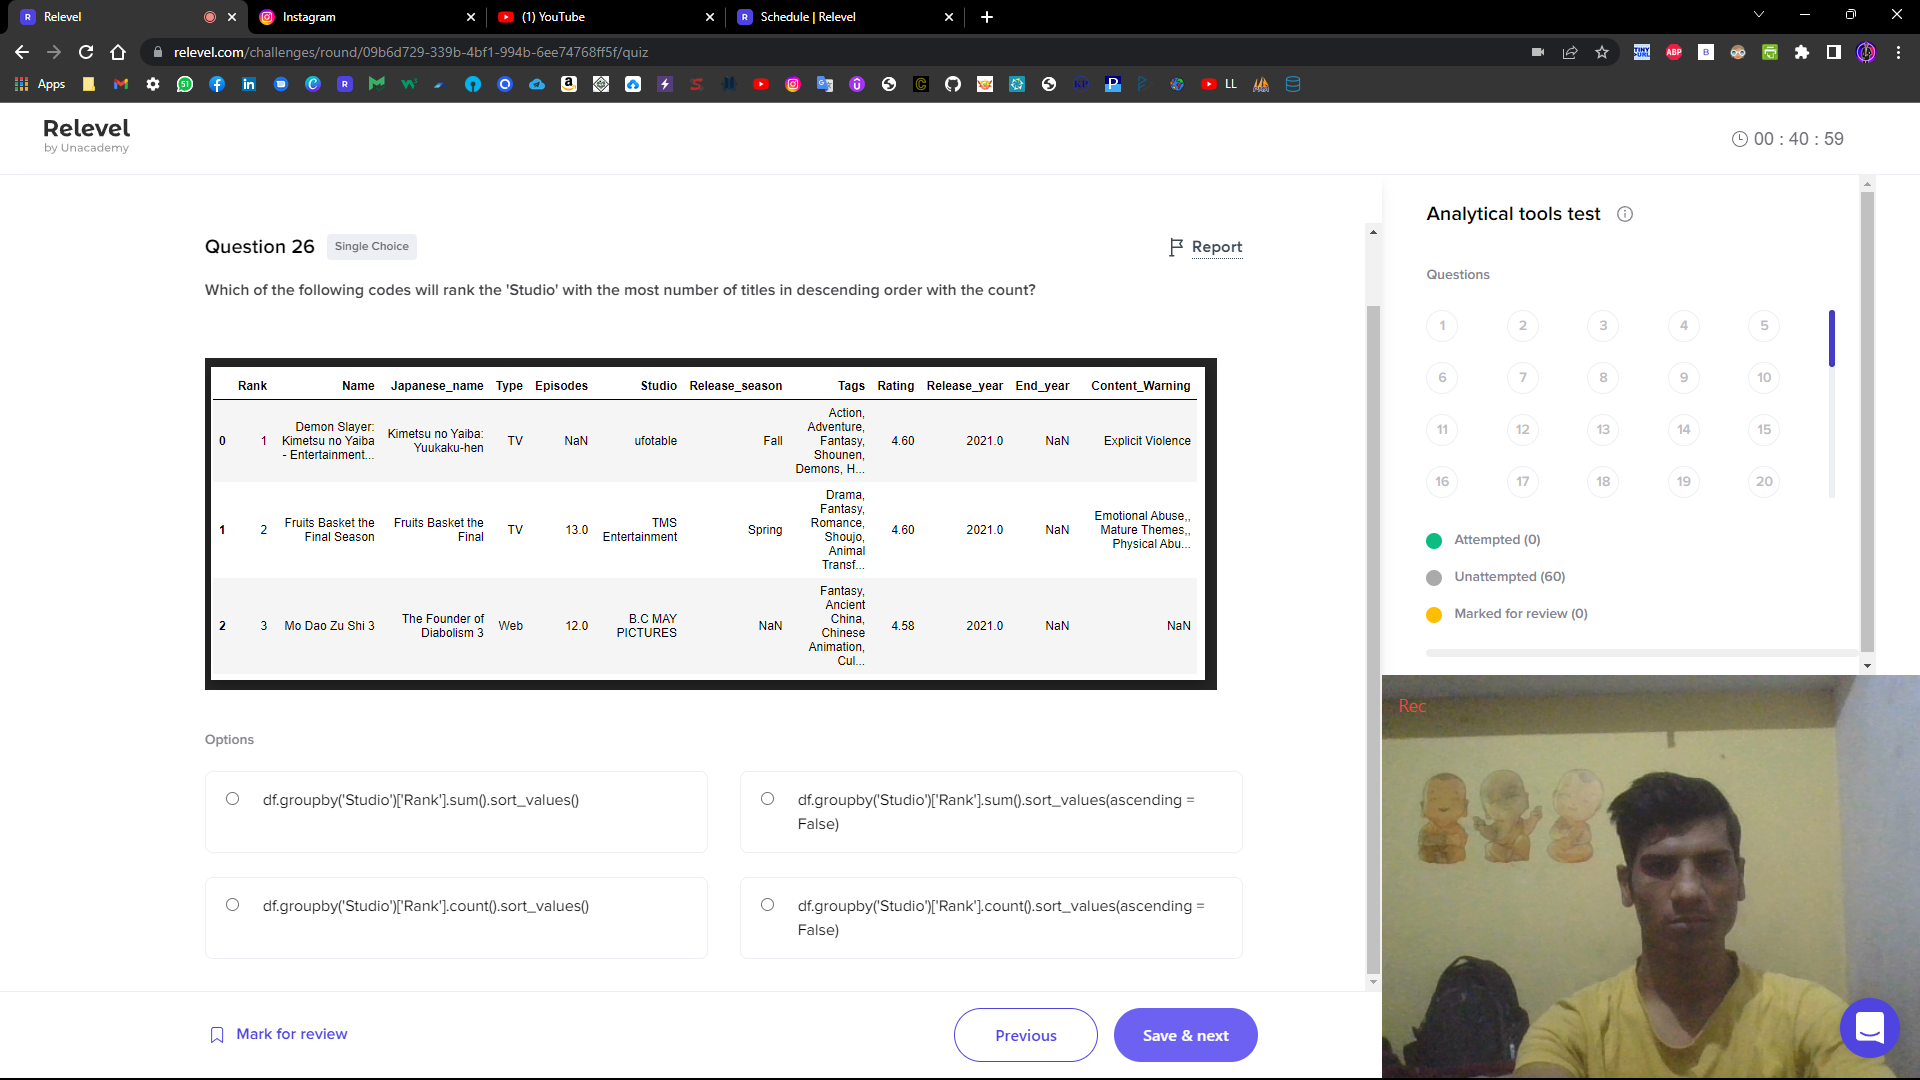 Relevel
Instagram
(1) YouTube
Schedule | Relevel
relevel.com/challenges/round/09b6d729-339b-4bf1-994b-6ee74768ff5f/quiz
Apps
LL
Relevel
by Unacademy
00 : 40 : 59
Question 26
Single Choice
Report
Which of the following codes will rank the 'Studio' with the most number of titles in descending order with the count?
Rank Name Japanese_name Type Episodes Studio Release_season Tags Rating Release_year End_year Content_Warning
0 1 Demon Slayer: Kimetsu no Yaiba - Entertainment... Kimetsu no Yaiba: Yuukaku-hen TV NaN ufotable Fall Action, Adventure, Fantasy, Shounen, Demons, H... 4.60 2021.0 NaN Explicit Violence
1 2 Fruits Basket the Final Season Fruits Basket the Final TV 13.0 TMS Entertainment Spring Drama, Fantasy, Romance, Shoujo, Animal Transf... 4.60 2021.0 NaN Emotional Abuse,, Mature Themes,, Physical Abu...
2 3 Mo Dao Zu Shi 3 The Founder of Diabolism 3 Web 12.0 B.C MAY PICTURES NaN Fantasy, Ancient China, Chinese Animation, Cul... 4.58 2021.0 NaN NaN
Options
df.groupby('Studio')['Rank'].sum().sort_values()
df.groupby('Studio')['Rank'].sum().sort_values(ascending =
False)
df.groupby('Studio')['Rank'].count().sort_values()
df.groupby('Studio')['Rank'].count().sort_values(ascending =
False)
Mark for review
Previous
Save & next
Analytical tools test
Questions
1 2 3 4 5
6 7 8 9 10
11 12 13 14 15
16 17 18 19 20
Attempted (0)
Unattempted (60)
Marked for review (0)
Rec